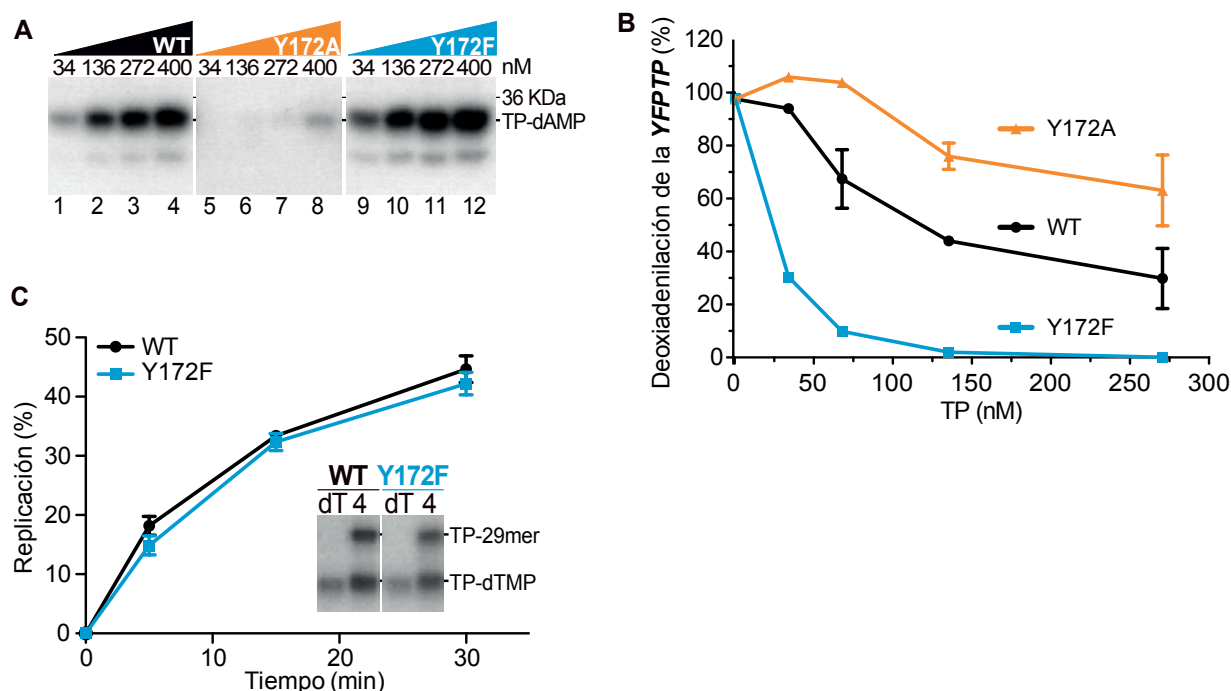 A
WT Y172A Y172F
34 136 272 400 34 136 272 400 34 136 272 400 nM
36 KDa
TP-dAMP
1 2 3 4 5 6 7 8 9 10 11 12
B
Deoxiadenilación de la YFPTP (%)
120
100
80
60
40
20
0
0 50 100 150 200 250 300
TP (nM)
Y172A
WT
Y172F
C
WT
Y172F
Replicación (%)
50
40
30
20
10
0
0 10 20 30
Tiempo (min)
WT Y172F
dT 4 dT 4
TP-29mer
TP-dTMP